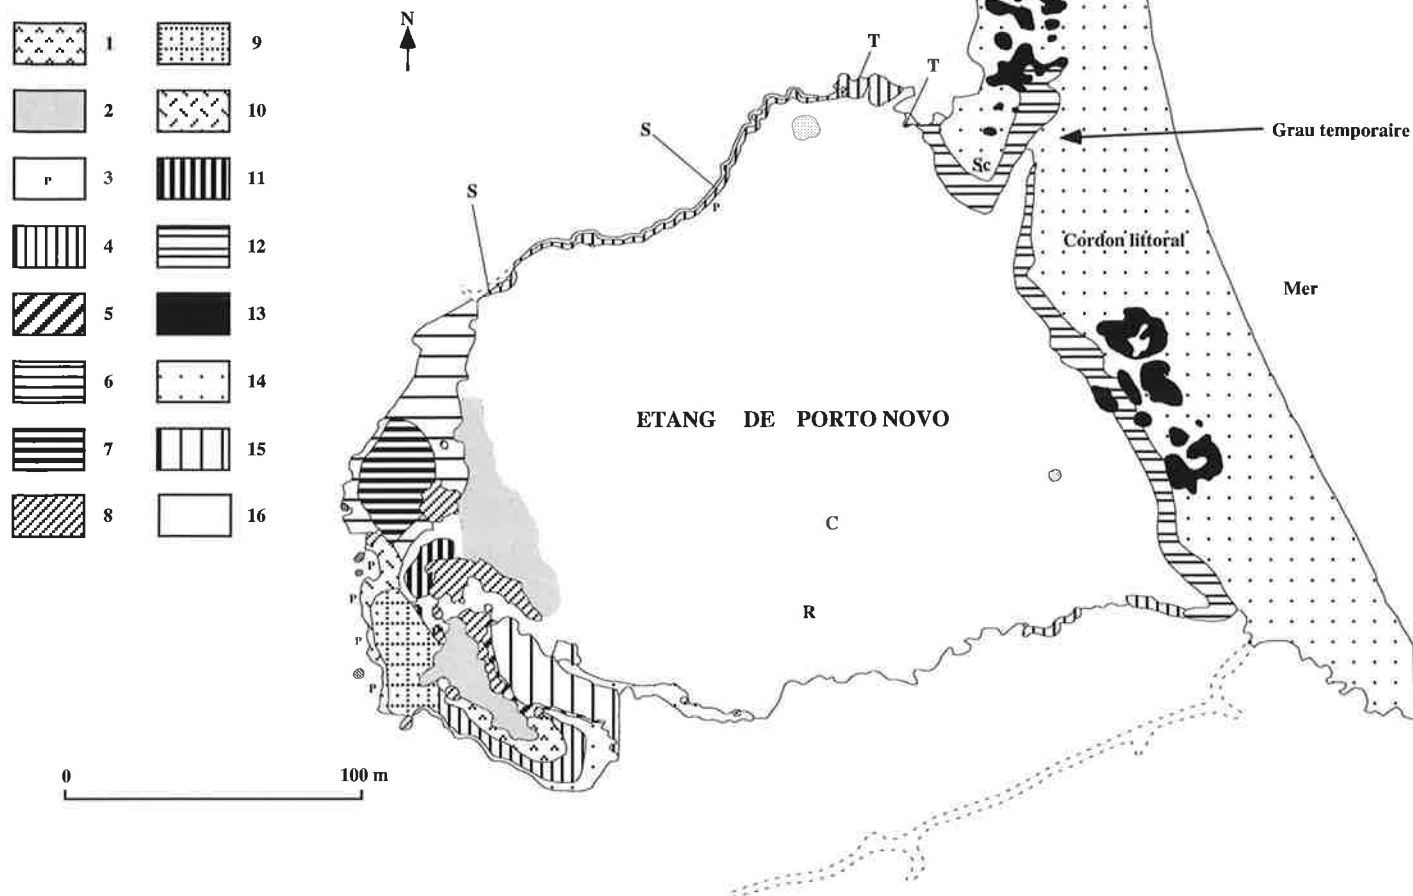 1 9
2 10
P 3 11
4 12
5 13
6 14
7 15
8 16
N
T
T
S
Grau temporaire
Sc
S
P
Cordon littoral
Mer
ETANG DE PORTO NOVO
C
P
P
R
P
P
0 100 m